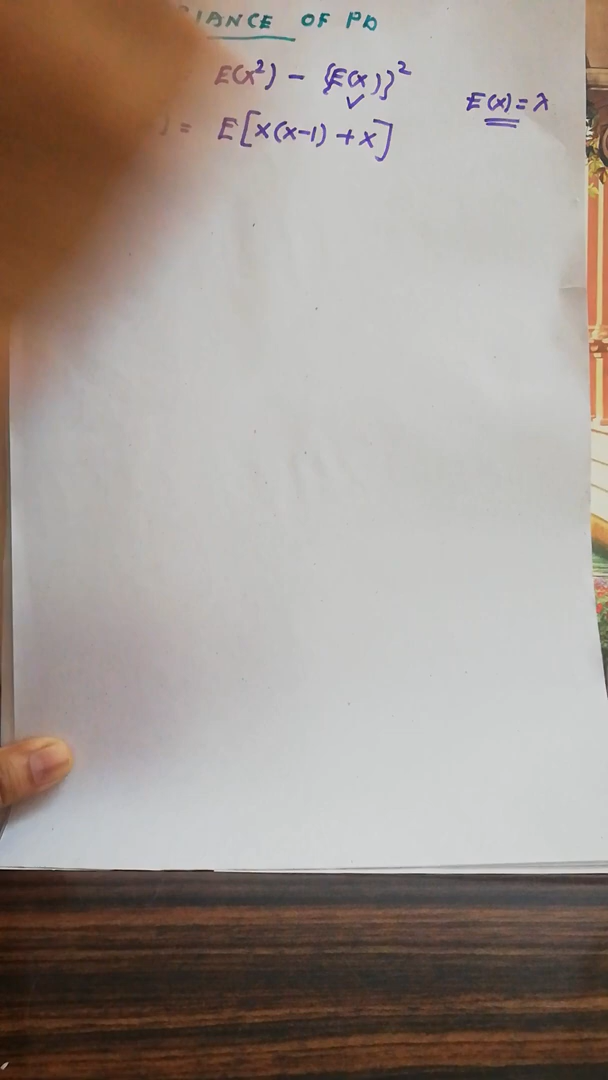 IANCE OF PD
E(x²) - {E(x)}²
E(x) = λ
) = E[x(x-1) + x]